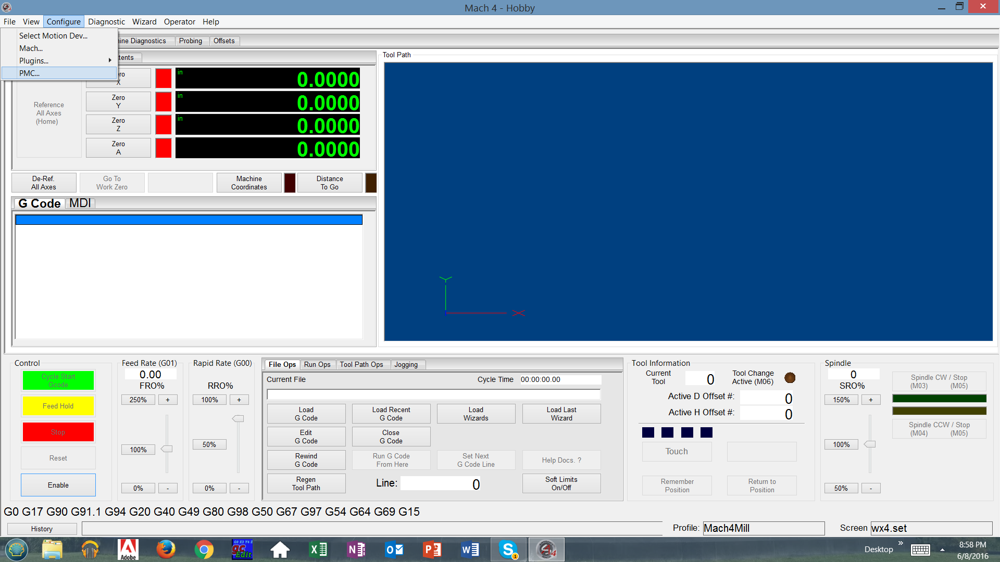 Mach 4 - Hobby
File View Configure Diagnostic Wizard Operator Help
Select Motion Dev...
Mach...
Plugins...
PMC...
ine Diagnostics Probing Offsets
tents
Tool Path
ro
X
in 0.0000
Zero
Y
in 0.0000
Zero
Z
in 0.0000
Zero
A
0.0000
Reference
All Axes
(Home)
De-Ref.
All Axes
Go To
Work Zero
Machine
Coordinates
Distance
To Go
G Code MDI
Control
Cycle Start
Gcode
Feed Hold
Stop
Reset
Enable
Feed Rate (G01)
0.00
FRO%
250% +
100%
0% -
Rapid Rate (G00)
RRO%
100% +
50%
0% -
File Ops Run Ops Tool Path Ops Jogging
Current File Cycle Time 00:00:00.00
Load
G Code
Load Recent
G Code
Load
Wizards
Load Last
Wizard
Edit
G Code
Close
G Code
Rewind
G Code
Run G Code
From Here
Set Next
G Code Line
Help Docs. ?
Regen
Tool Path
Line: 0
Soft Limits
On/Off
Tool Information
Current
Tool
0
Tool Change
Active (M06)
Active D Offset #: 0
Active H Offset #: 0
Touch
Remember
Position
Return to
Position
Spindle
0
SRO%
150% +
100%
50% -
Spindle CW / Stop
(M03) (M05)
Spindle CCW / Stop
(M04) (M05)
G0 G17 G90 G91.1 G94 G20 G40 G49 G80 G98 G50 G67 G97 G54 G64 G69 G15
History
Profile: Mach4Mill
Screen wx4.set
Adobe
G0 X3 Y4 Z
gc
Edit
1
Desktop
8:58 PM
6/8/2016